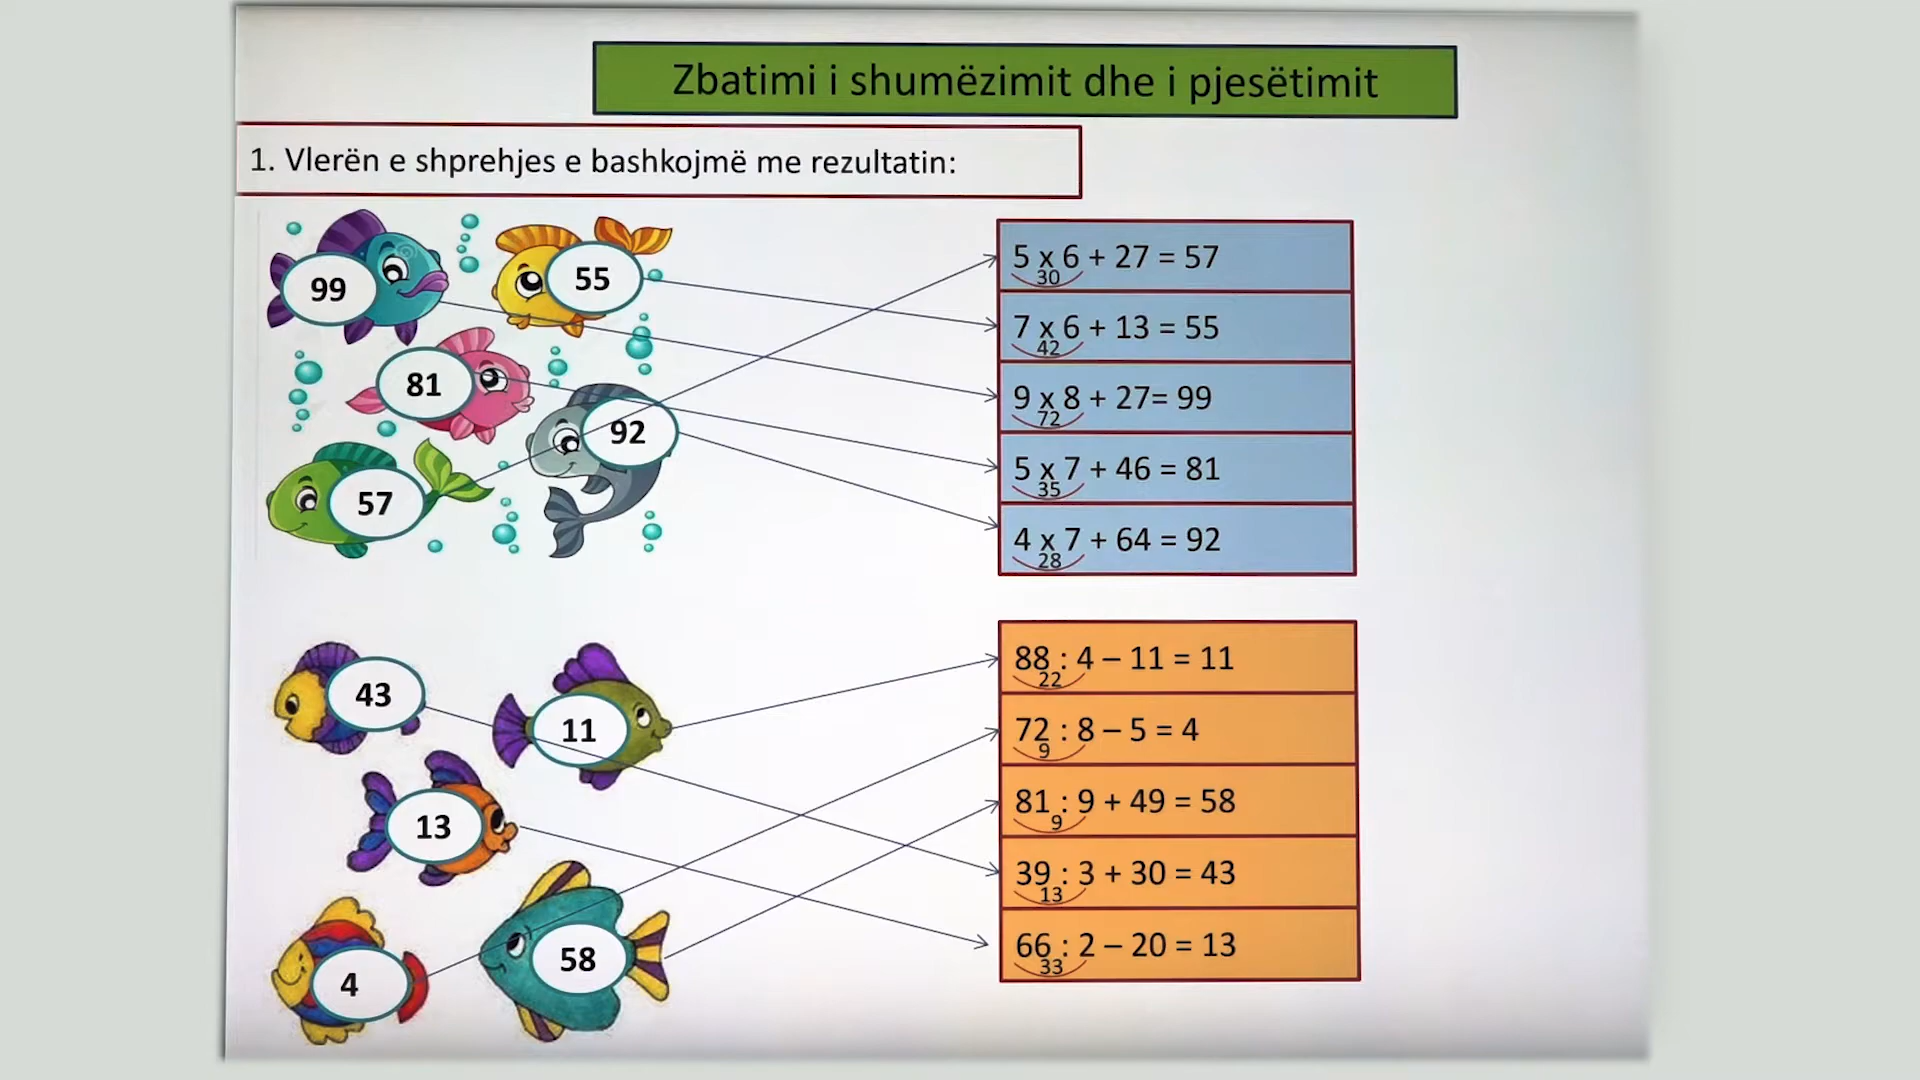 Zbatimi i shumëzimit dhe i pjesëtimit
1. Vlerën e shprehjes e bashkojmë me rezultatin:
99
55
81
92
57
5 x 6 + 27 = 57
30
7 x 6 + 13 = 55
42
9 x 8 + 27= 99
72
5 x 7 + 46 = 81
35
4 x 7 + 64 = 92
28
43
11
13
4
58
88 : 4 – 11 = 11
22
72 : 8 – 5 = 4
9
81 : 9 + 49 = 58
9
39 : 3 + 30 = 43
13
66 : 2 – 20 = 13
33